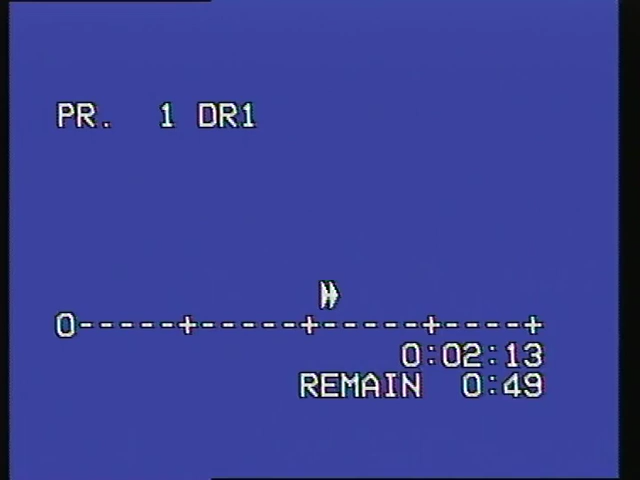 PR. 1 DR1
0-----+-----+-----+----+
0:02:13
REMAIN 0:49